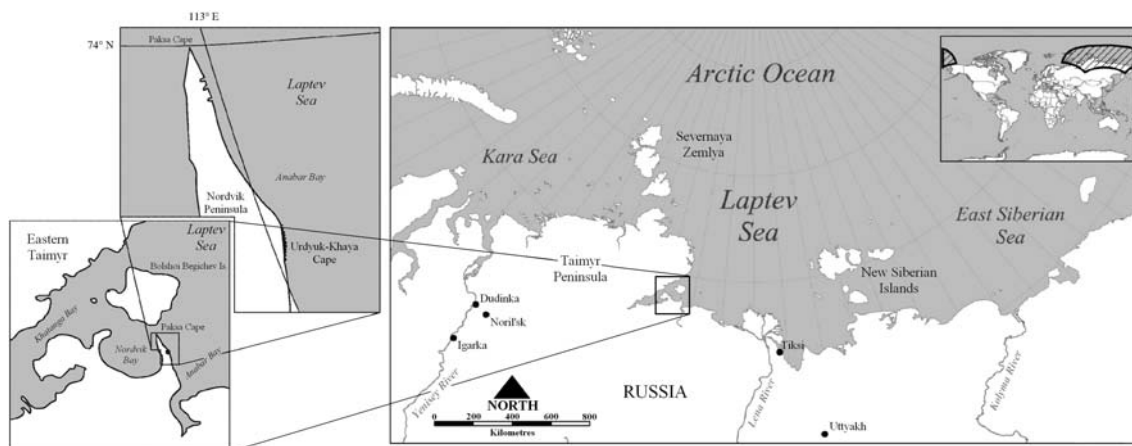 113° E
74° N
Paksa Cape
Laptev
Sea
Anabar Bay
Nordvik
Peninsula
Urdyuk-Khaya
Cape
Eastern
Taimyr
Laptev
Sea
Bolshoi Begichev Is.
Khatanga Bay
Paksa Cape
Nordvik
Bay
Anabar Bay
Arctic Ocean
Severnaya
Zemlya
Kara Sea
Laptev
Sea
East Siberian
Sea
New Siberian
Islands
Taimyr
Peninsula
Dudinka
Noril'sk
Igarka
Tiksi
Yenisey River
NORTH
RUSSIA
Lena River
Kolyma River
0 200 400 600 800
Kilometres
Uttyakh